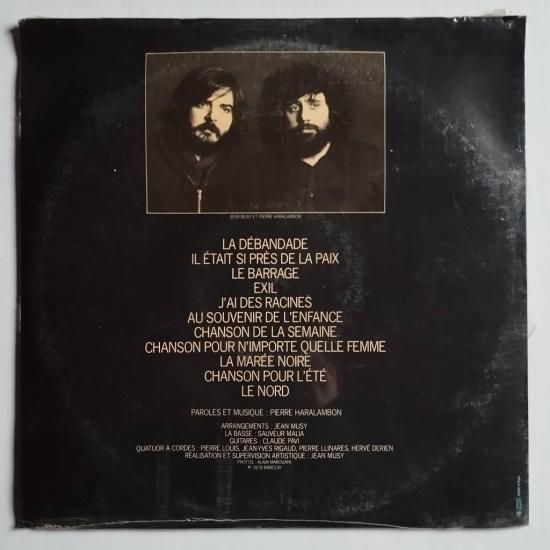 JEAN MUSY ET PIERRE HARALAMBON
LA DÉBANDADE
IL ÉTAIT SI PRÈS DE LA PAIX
LE BARRAGE
EXIL
J'AI DES RACINES
AU SOUVENIR DE L'ENFANCE
CHANSON DE LA SEMAINE
CHANSON POUR N'IMPORTE QUELLE FEMME
LA MARÉE NOIRE
CHANSON POUR L'ÉTÉ
LE NORD
PAROLES ET MUSIQUE : PIERRE HARALAMBON
ARRANGEMENTS : JEAN MUSY
LA BASSE : SAUVEUR MALIA
GUITARES : CLAUDE PAVI
QUATUOR A CORDES : PIERRE LOUIS, JEAN-YVES RIGAUD, PIERRE LLINARES, HERVÉ DERIEN
RÉALISATION ET SUPERVISION ARTISTIQUE : JEAN MUSY
PHOTOS : ALAIN MAROUANI
℗ 1978 BARCLAY